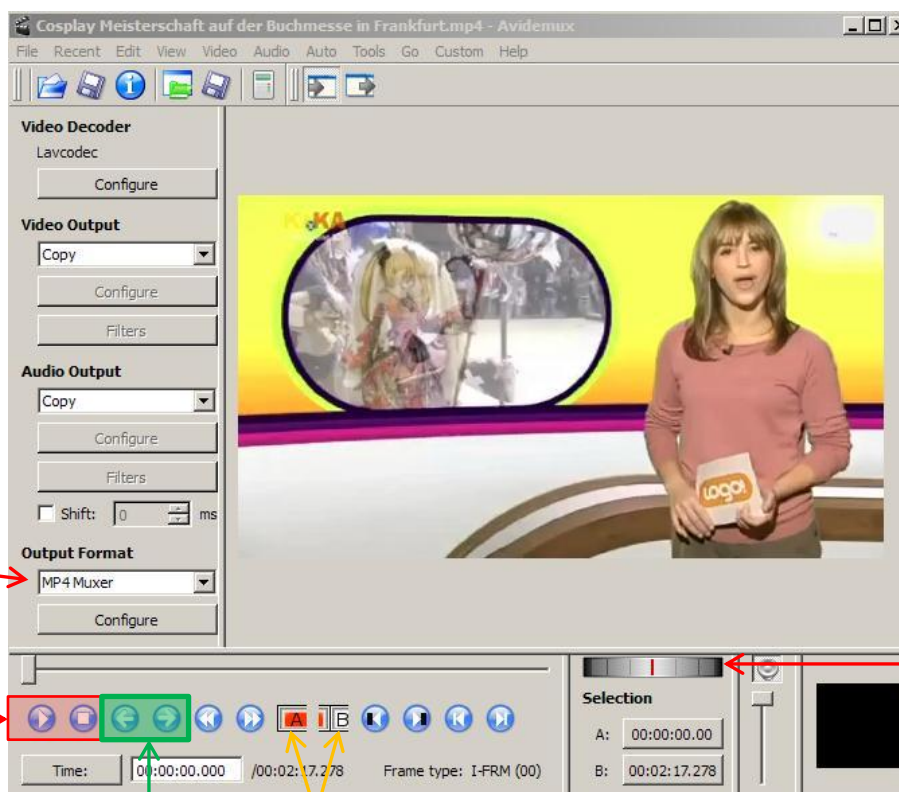 Cosplay Meisterschaft auf der Buchmesse in Frankfurt.mp4 - Avidemux
File Recent Edit View Video Audio Auto Tools Go Custom Help
Video Decoder
Lavcodec
Configure
Video Output
Copy
Configure
Filters
Audio Output
Copy
Configure
Filters
Shift: 0 ms
Output Format
MP4 Muxer
Configure
KiKA
logo!
A B
Time: 00:00:00.000 /00:02:17.278 Frame type: I-FRM (00)
Selection
A: 00:00:00.00
B: 00:02:17.278